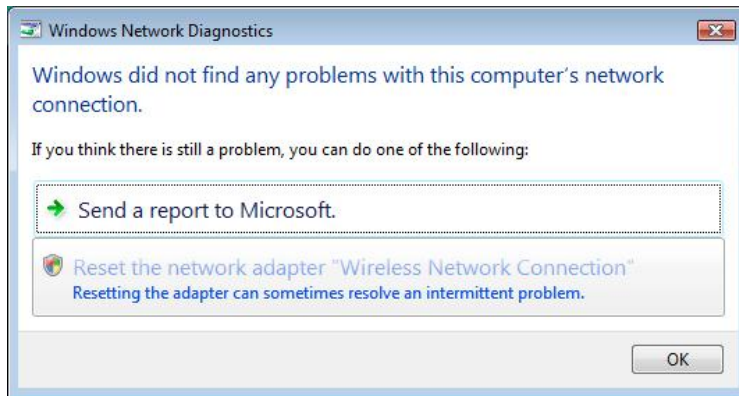 Windows Network Diagnostics
Windows did not find any problems with this computer's network
connection.
If you think there is still a problem, you can do one of the following:
Send a report to Microsoft.
Reset the network adapter "Wireless Network Connection"
Resetting the adapter can sometimes resolve an intermittent problem.
OK